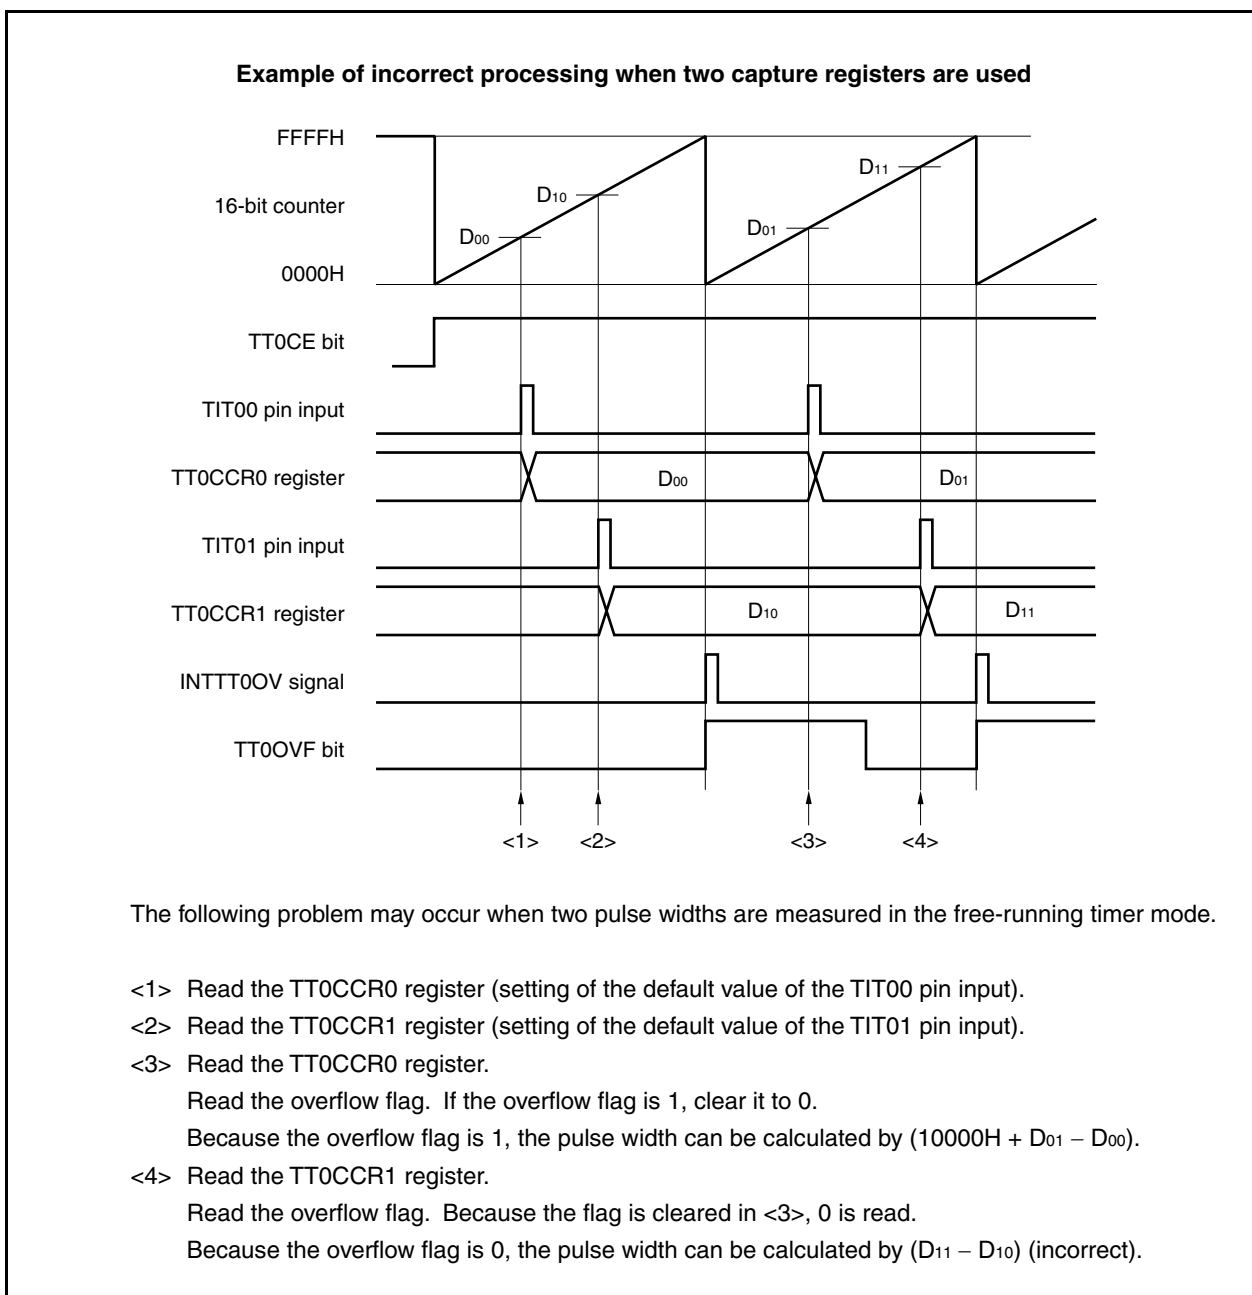 Example of incorrect processing when two capture registers are used
FFFFH
D11
D10
16-bit counter
D01
D00
0000H
TT0CE bit
TIT00 pin input
TT0CCR0 register
D00
D01
TIT01 pin input
TT0CCR1 register
D10
D11
INTTT0OV signal
TT0OVF bit
<1> <2> <3> <4>
The following problem may occur when two pulse widths are measured in the free-running timer mode.
<1> Read the TT0CCR0 register (setting of the default value of the TIT00 pin input).
<2> Read the TT0CCR1 register (setting of the default value of the TIT01 pin input).
<3> Read the TT0CCR0 register.
Read the overflow flag. If the overflow flag is 1, clear it to 0.
Because the overflow flag is 1, the pulse width can be calculated by (10000H + D01 − D00).
<4> Read the TT0CCR1 register.
Read the overflow flag. Because the flag is cleared in <3>, 0 is read.
Because the overflow flag is 0, the pulse width can be calculated by (D11 − D10) (incorrect).